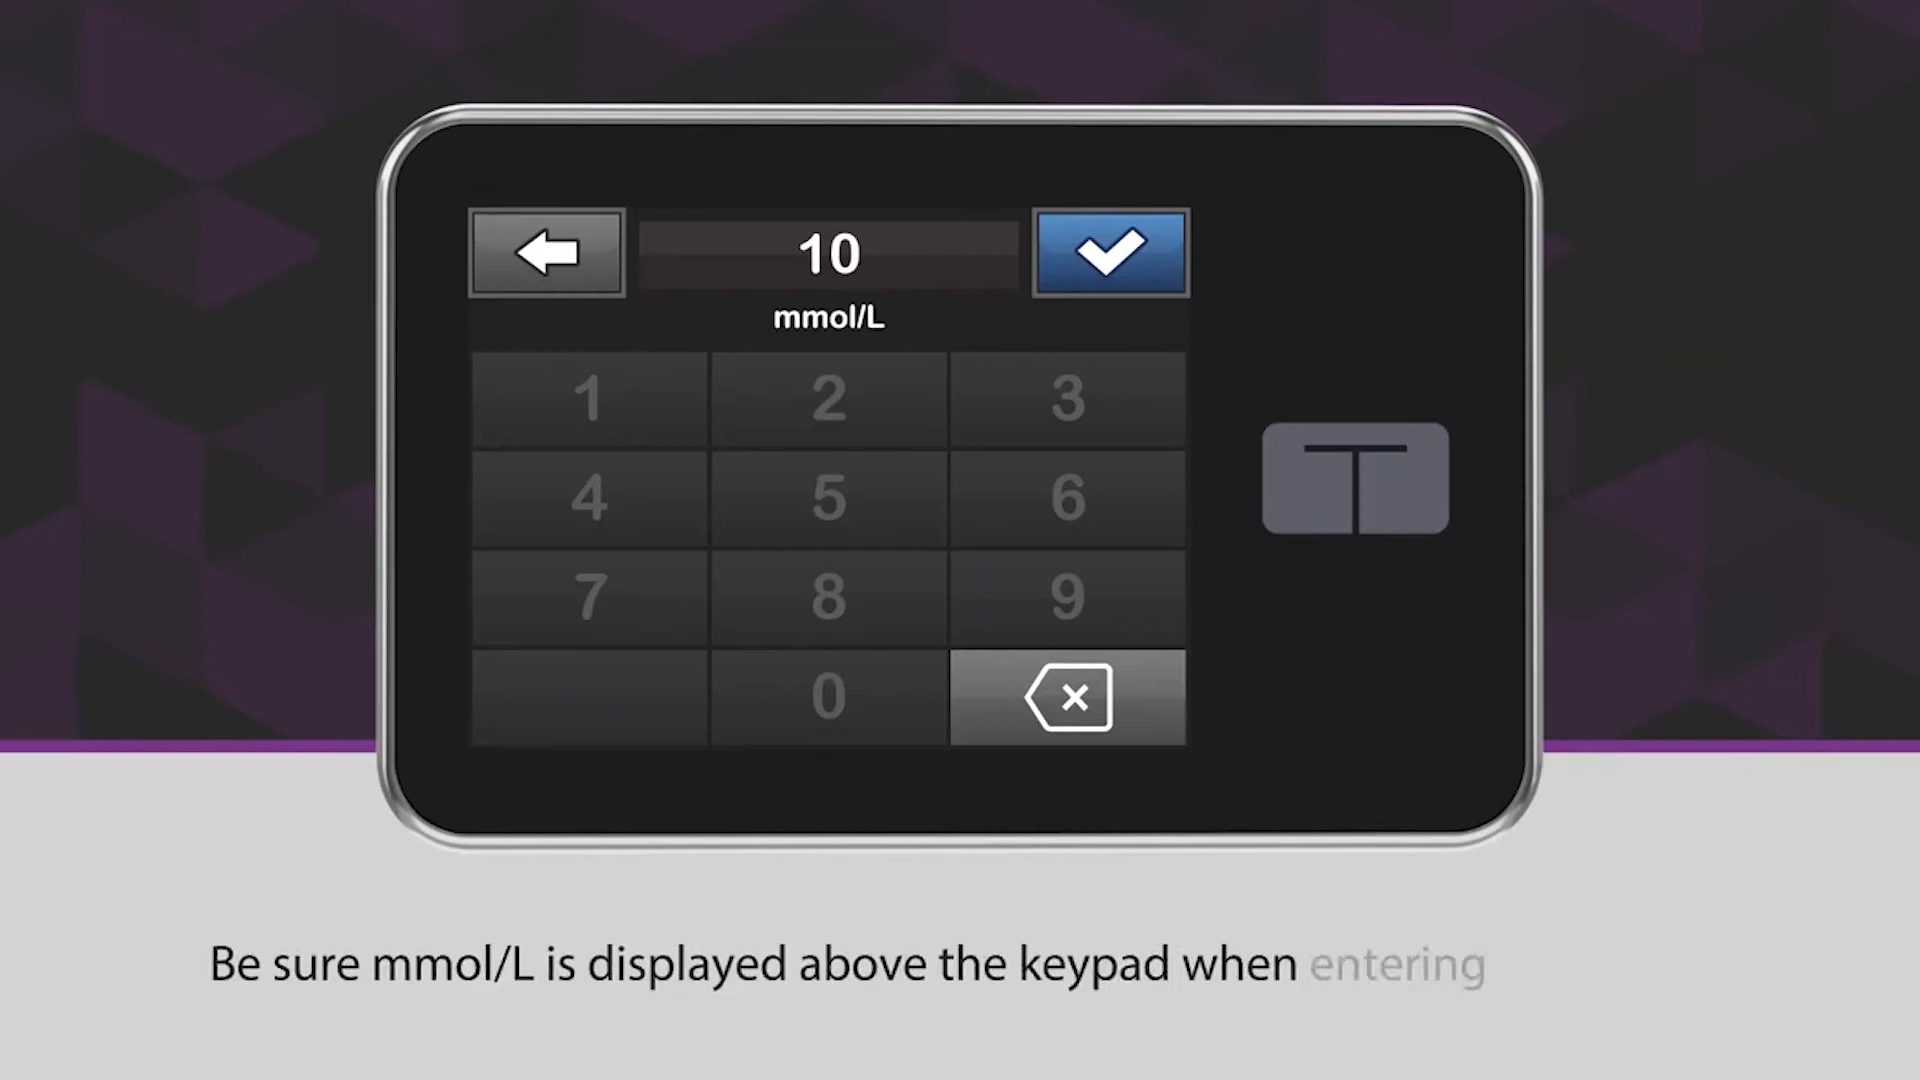 10
mmol/L
1 2 3
4 5 6
7 8 9
0
T
Be sure mmol/L is displayed above the keypad when entering